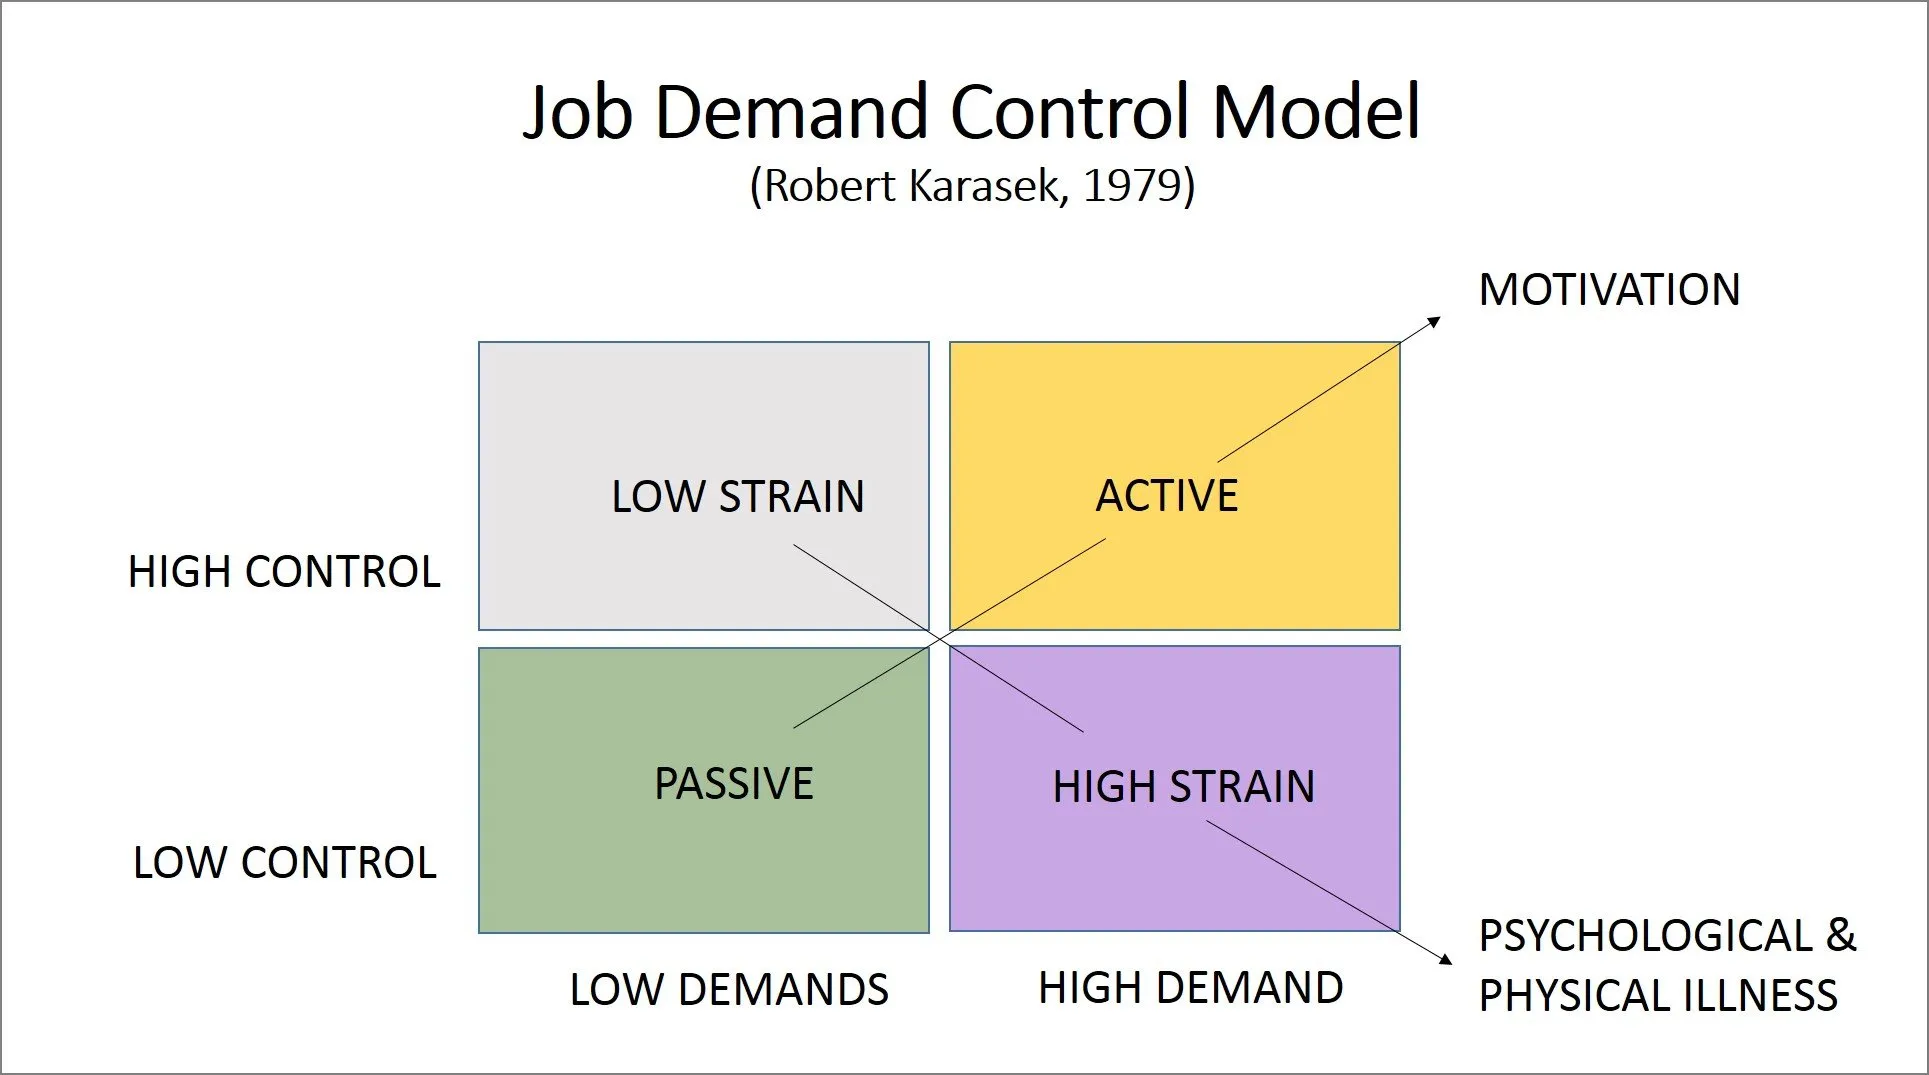 Job Demand Control Model
(Robert Karasek, 1979)
MOTIVATION
LOW STRAIN
ACTIVE
HIGH CONTROL
PASSIVE
HIGH STRAIN
LOW CONTROL
LOW DEMANDS
HIGH DEMAND
PSYCHOLOGICAL &
PHYSICAL ILLNESS